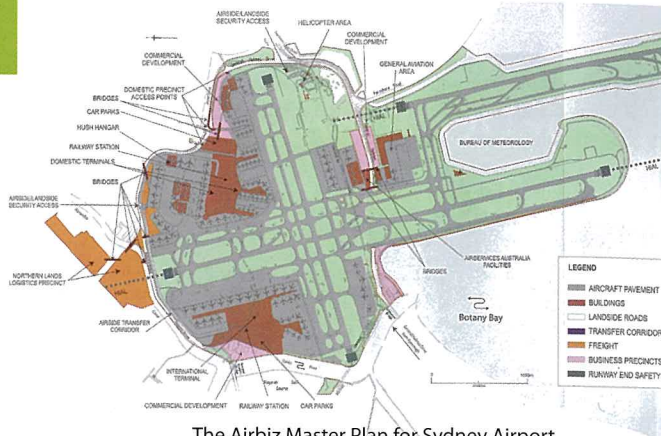 AIRSIDE/LANDSIDE
SECURITY ACCESS
HELICOPTER AREA
COMMERCIAL
DEVELOPMENT
COMMERCIAL
DEVELOPMENT
GENERAL AVIATION
AREA
DOMESTIC PRECINCT
ACCESS POINTS
BRIDGES
CAR PARKS
HUSH HANGAR
RAILWAY STATION
DOMESTIC TERMINALS
BRIDGES
AIRSIDE/LANDSIDE
SECURITY ACCESS
NORTHERN LANDS
LOGISTICS PRECINCT
AIRSIDE TRANSFER
CORRIDOR
INTERNATIONAL
TERMINAL
COMMERCIAL DEVELOPMENT
RAILWAY STATION
CAR PARKS
BUREAU OF METEOROLOGY
AIRSERVICES AUSTRALIA
FACILITIES
BRIDGES
Botany Bay
LEGEND
AIRCRAFT PAVEMENT
BUILDINGS
LANDSIDE ROADS
TRANSFER CORRIDOR
FREIGHT
BUSINESS PRECINCTS
RUNWAY END SAFETY
The Airbiz Master Plan for Sydney Airport